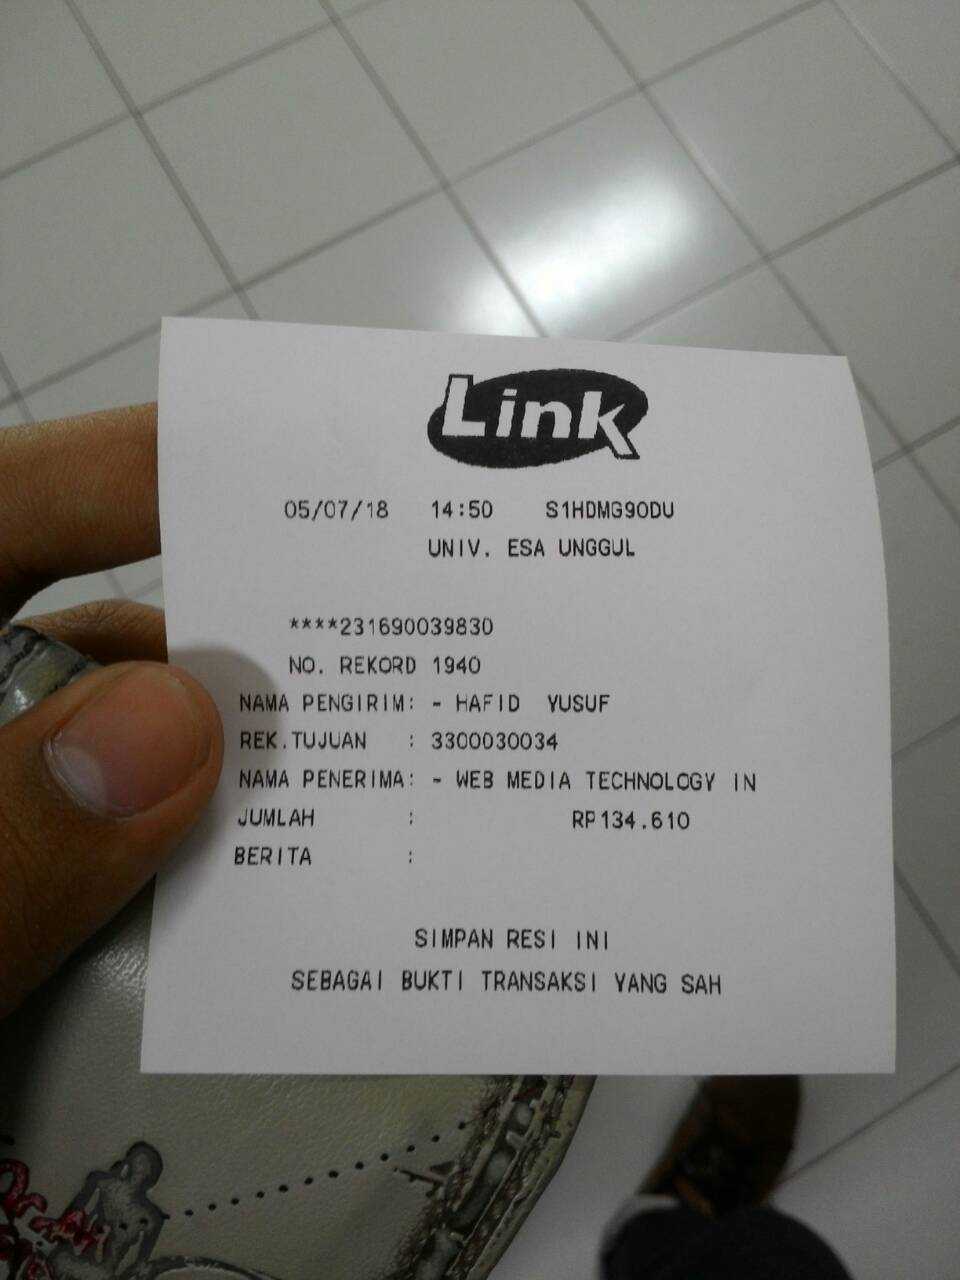 Link
05/07/18 14:50 S1HDMG90DU
UNIV. ESA UNGGUL
****231690039830
NO. REKORD 1940
NAMA PENGIRIM: - HAFID YUSUF
REK.TUJUAN : 3300030034
NAMA PENERIMA: - WEB MEDIA TECHNOLOGY IN
JUMLAH : RP134.610
BERITA :
SIMPAN RESI INI
SEBAGAI BUKTI TRANSAKSI YANG SAH